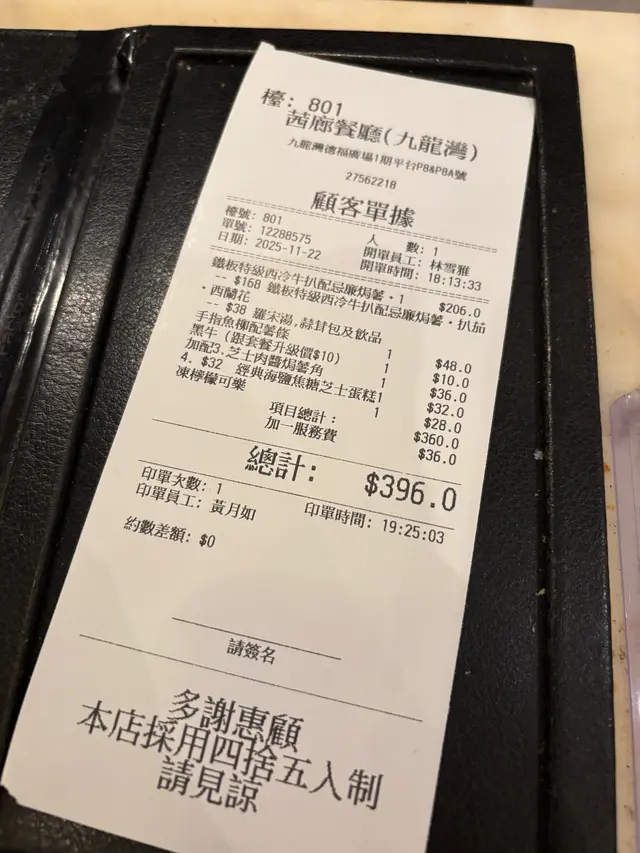 檯: 801
茜廊餐廳(九龍灣)
九龍灣德福廣場1期平台P8&P8A號
27562218
顧客單據
檯號: 801 人 數: 1
單號: 12288575 開單員工: 林雪雅
日期: 2025-11-22 開單時間: 18:13:33
鐵板特級西冷牛扒配忌廉焗薯・1 $206.0
-- $168 鐵板特級西冷牛扒配忌廉焗薯・扒茄
・西蘭花
-- $38 羅宋湯,蒜茸包及飲品
手指魚柳配薯條 1 $48.0
黑牛 (跟套餐升級價$10) 1 $10.0
加配3.芝士肉醬焗薯角 1 $36.0
4. $32 經典海鹽焦糖芝士蛋糕1 $32.0
凍檸檬可樂 1 $28.0
項目總計: $360.0
加一服務費 $36.0
總計: $396.0
印單次數: 1
印單員工: 黃月如 印單時間: 19:25:03
約數差額: $0
請簽名
多謝惠顧
本店採用四捨五入制
請見諒